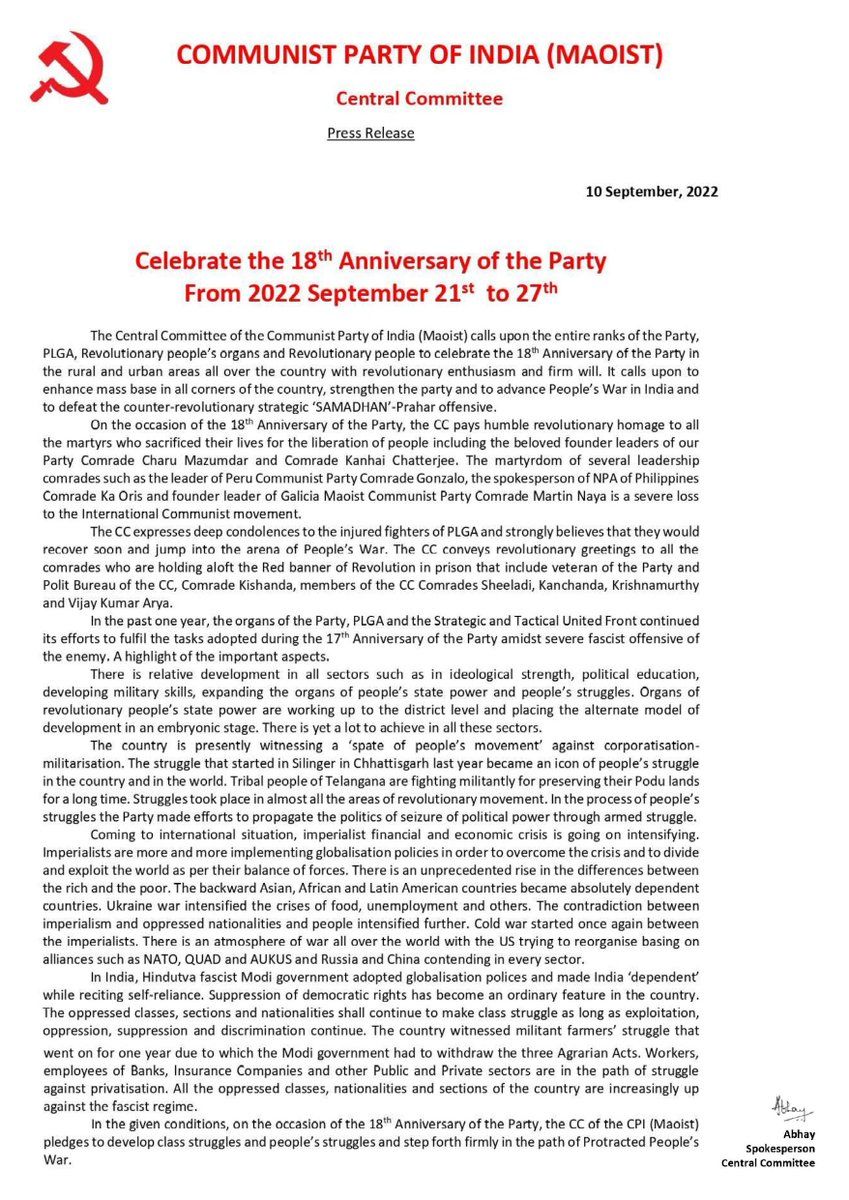 COMMUNIST PARTY OF INDIA (MAOIST)
Central Committee
Press Release
10 September, 2022
Celebrate the 18th Anniversary of the Party
From 2022 September 21st to 27th
The Central Committee of the Communist Party of India (Maoist) calls upon the entire ranks of the Party,
PLGA, Revolutionary people's organs and Revolutionary people to celebrate the 18th Anniversary of the Party in
the rural and urban areas all over the country with revolutionary enthusiasm and firm will. It calls upon to
enhance mass base in all corners of the country, strengthen the party and to advance People's War in India and
to defeat the counter-revolutionary strategic 'SAMADHAN'-Prahar offensive.
On the occasion of the 18th Anniversary of the Party, the CC pays humble revolutionary homage to all
the martyrs who sacrificed their lives for the liberation of people including the beloved founder leaders of our
Party Comrade Charu Mazumdar and Comrade Kanhai Chatterjee. The martyrdom of several leadership
comrades such as the leader of Peru Communist Party Comrade Gonzalo, the spokesperson of NPA of Philippines
Comrade Ka Oris and founder leader of Galicia Maoist Communist Party Comrade Martin Naya is a severe loss
to the International Communist movement.
The CC expresses deep condolences to the injured fighters of PLGA and strongly believes that they would
recover soon and jump into the arena of People's War. The CC conveys revolutionary greetings to all the
comrades who are holding aloft the Red banner of Revolution in prison that include veteran of the Party and
Polit Bureau of the CC, Comrade Kishanda, members of the CC Comrades Sheeladi, Kanchanda, Krishnamurthy
and Vijay Kumar Arya.
In the past one year, the organs of the Party, PLGA and the Strategic and Tactical United Front continued
its efforts to fulfil the tasks adopted during the 17th Anniversary of the Party amidst severe fascist offensive of
the enemy. A highlight of the important aspects.
There is relative development in all sectors such as in ideological strength, political education,
developing military skills, expanding the organs of people's state power and people's struggles. Organs of
revolutionary people's state power are working up to the district level and placing the alternate model of
development in an embryonic stage. There is yet a lot to achieve in all these sectors.
The country is presently witnessing a 'spate of people's movement' against corporatisation-
militarisation. The struggle that started in Silinger in Chhattisgarh last year became an icon of people's struggle
in the country and in the world. Tribal people of Telangana are fighting militantly for preserving their Podu lands
for a long time. Struggles took place in almost all the areas of revolutionary movement. In the process of people's
struggles the Party made efforts to propagate the politics of seizure of political power through armed struggle.
Coming to international situation, imperialist financial and economic crisis is going on intensifying.
Imperialists are more and more implementing globalisation policies in order to overcome the crisis and to divide
and exploit the world as per their balance of forces. There is an unprecedented rise in the differences between
the rich and the poor. The backward Asian, African and Latin American countries became absolutely dependent
countries. Ukraine war intensified the crises of food, unemployment and others. The contradiction between
imperialism and oppressed nationalities and people intensified further. Cold war started once again between
the imperialists. There is an atmosphere of war all over the world with the US trying to reorganise basing on
alliances such as NATO, QUAD and AUKUS and Russia and China contending in every sector.
In India, Hindutva fascist Modi government adopted globalisation polices and made India 'dependent'
while reciting self-reliance. Suppression of democratic rights has become an ordinary feature in the country.
The oppressed classes, sections and nationalities shall continue to make class struggle as long as exploitation,
oppression, suppression and discrimination continue. The country witnessed militant farmers' struggle that
went on for one year due to which the Modi government had to withdraw the three Agrarian Acts. Workers,
employees of Banks, Insurance Companies and other Public and Private sectors are in the path of struggle
against privatisation. All the oppressed classes, nationalities and sections of the country are increasingly up
against the fascist regime.
In the given conditions, on the occasion of the 18th Anniversary of the Party, the CC of the CPI (Maoist)
pledges to develop class struggles and people's struggles and step forth firmly in the path of Protracted People's
War.
Abhay
Abhay
Spokesperson
Central Committee